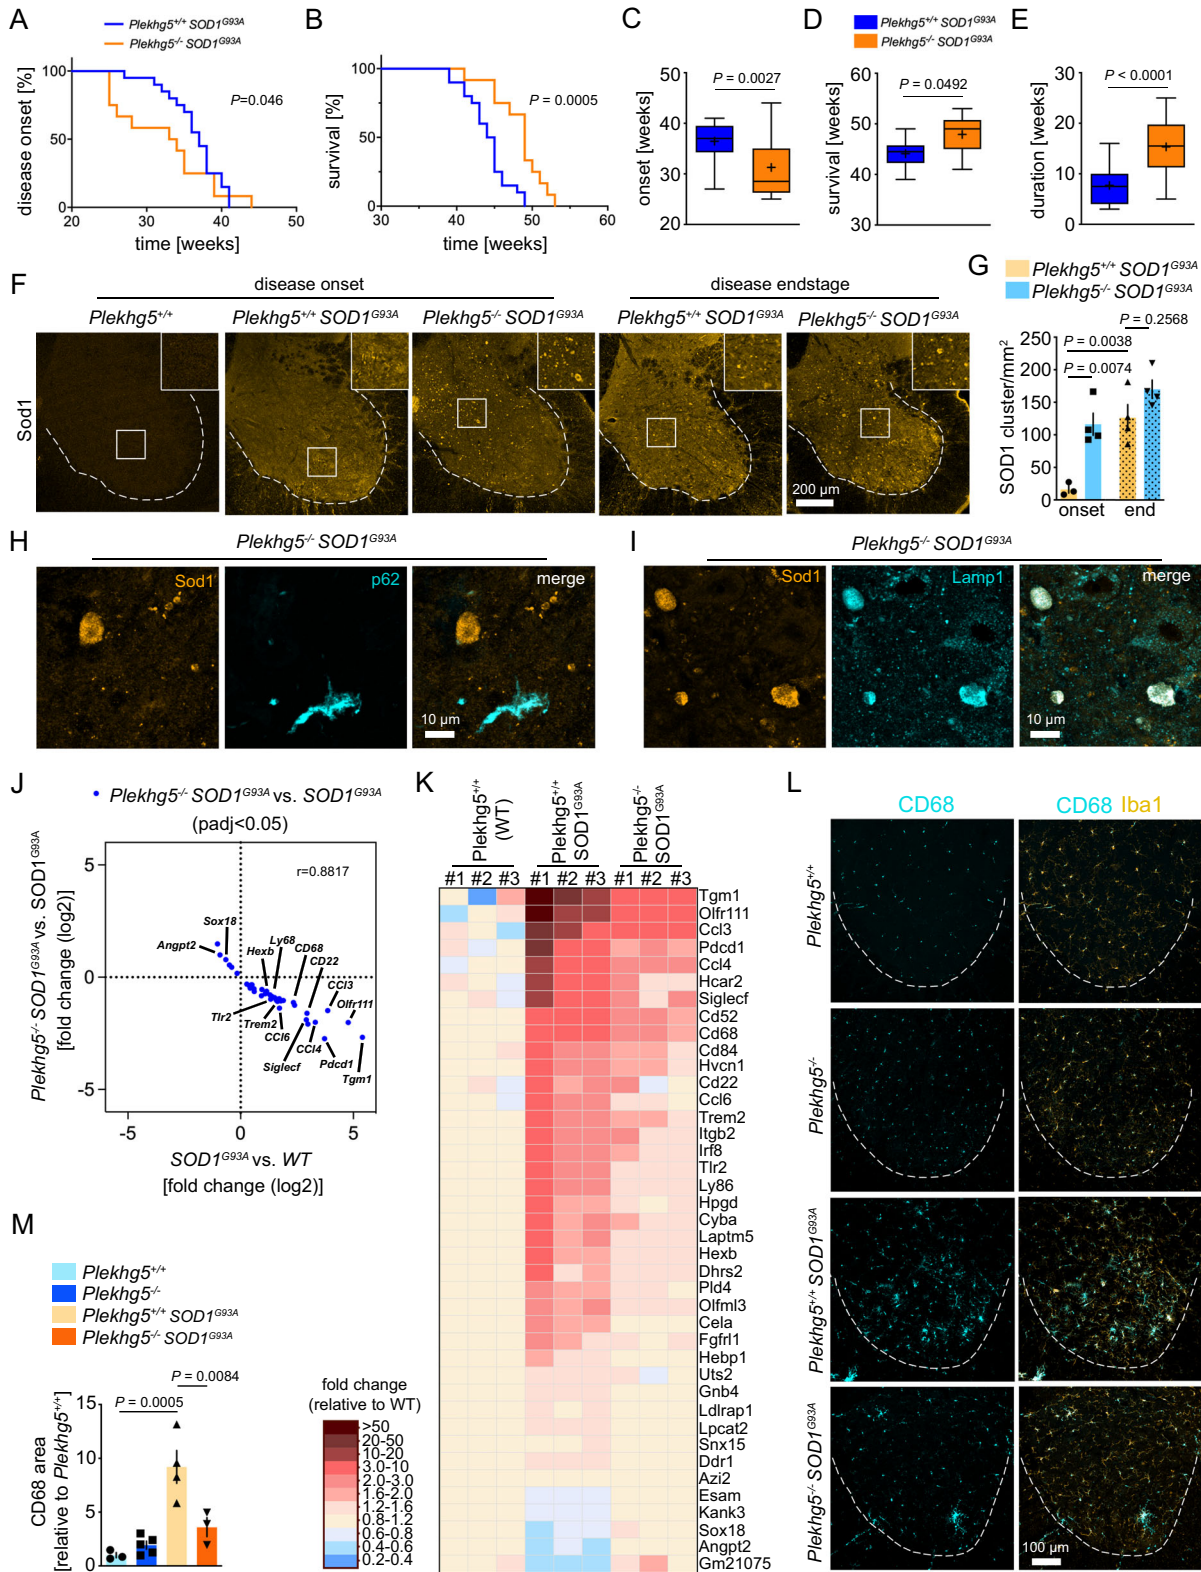 A
Plekhg5+/+ SOD1G93A
Plekhg5-/- SOD1G93A
disease onset [%]
100
50
0
P=0.046
20 30 40 50
time [weeks]
B
survival [%]
100
50
0
P = 0.0005
30 40 50 60
time [weeks]
C
onset [weeks]
50
40
30
20
P = 0.0027
D
Plekhg5+/+ SOD1G93A
Plekhg5-/- SOD1G93A
survival [weeks]
60
50
40
30
P = 0.0492
E
duration [weeks]
30
20
10
0
P < 0.0001
F
disease onset
disease endstage
Plekhg5+/+
Plekhg5+/+ SOD1G93A
Plekhg5-/- SOD1G93A
Plekhg5+/+ SOD1G93A
Plekhg5-/- SOD1G93A
Sod1
200 µm
G
Plekhg5+/+ SOD1G93A
Plekhg5-/- SOD1G93A
P = 0.2568
P = 0.0038
P = 0.0074
SOD1 cluster/mm2
250
200
150
100
50
0
onset end
H
Plekhg5-/- SOD1G93A
Sod1
p62
merge
10 µm
I
Plekhg5-/- SOD1G93A
Sod1
Lamp1
merge
10 µm
J
Plekhg5-/- SOD1G93A vs. SOD1G93A
(padj<0.05)
Plekhg5-/- SOD1G93A vs. SOD1G93A
[fold change (log2)]
5
0
-5
r=0.8817
Sox18
Angpt2
Hexb
Ly68
CD68
CD22
CCl3
Olfr111
Tlr2
Trem2
CCl6
Siglecf
CCl4
Pdcd1
Tgm1
-5 0 5
SOD1G93A vs. WT
[fold change (log2)]
K
Plekhg5+/+
(WT)
Plekhg5+/+
SOD1G93A
Plekhg5-/-
SOD1G93A
#1 #2 #3 #1 #2 #3 #1 #2 #3
Tgm1
Olfr111
Ccl3
Pdcd1
Ccl4
Hcar2
Siglecf
Cd52
Cd68
Cd84
Hvcn1
Cd22
Ccl6
Trem2
Itgb2
Irf8
Tlr2
Ly86
Hpgd
Cyba
Laptm5
Hexb
Dhrs2
Pld4
Olfml3
Cela
Fgfrl1
Hebp1
Uts2
Gnb4
Ldlrap1
Lpcat2
Snx15
Ddr1
Azi2
Esam
Kank3
Sox18
Angpt2
Gm21075
fold change
(relative to WT)
>50
20-50
10-20
3.0-10
2.0-3.0
1.6-2.0
1.2-1.6
0.8-1.2
0.6-0.8
0.4-0.6
0.2-0.4
L
CD68
CD68 Iba1
Plekhg5+/+
Plekhg5-/-
Plekhg5+/+ SOD1G93A
Plekhg5-/- SOD1G93A
100 µm
M
Plekhg5+/+
Plekhg5-/-
Plekhg5+/+ SOD1G93A
Plekhg5-/- SOD1G93A
P = 0.0084
P = 0.0005
CD68 area
[relative to Plekhg5+/+]
15
10
5
0